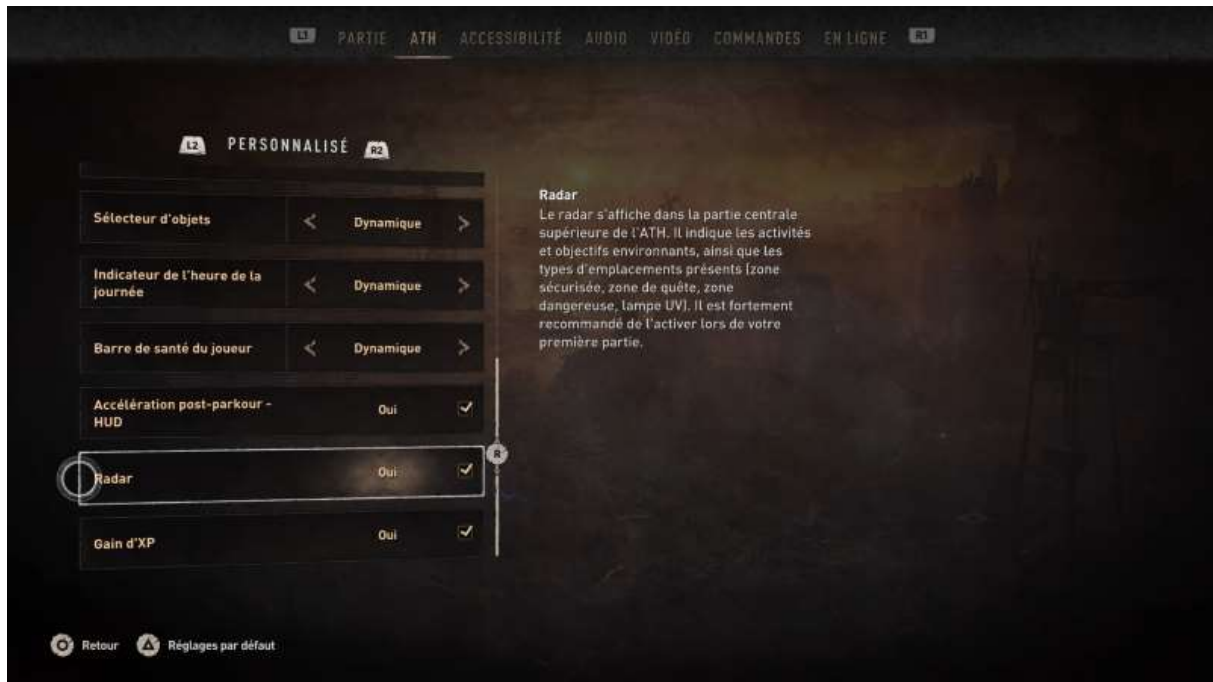 L1 PARTIE ATH ACCESSIBILITÉ AUDIO VIDÉO COMMANDES EN LIGNE R1
L2 PERSONNALISÉ R2
Sélecteur d'objets Dynamique
Indicateur de l'heure de la
journée Dynamique
Barre de santé du joueur Dynamique
Accélération post-parkour -
HUD Oui
Radar Oui
Gain d'XP Oui
R
Radar
Le radar s'affiche dans la partie centrale
supérieure de l'ATH. Il indique les activités
et objectifs environnants, ainsi que les
types d'emplacements présents (zone
sécurisée, zone de quête, zone
dangereuse, lampe UV). Il est fortement
recommandé de l'activer lors de votre
première partie.
Retour Réglages par défaut